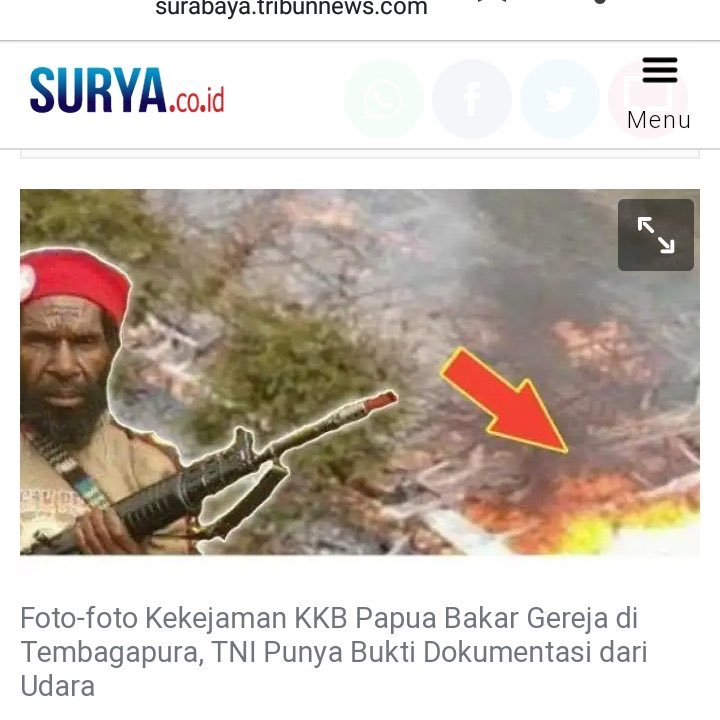 surabaya.tribunnews.com
SURYA.co.id
Menu
Foto-foto Kekejaman KKB Papua Bakar Gereja di
Tembagapura, TNI Punya Bukti Dokumentasi dari
Udara